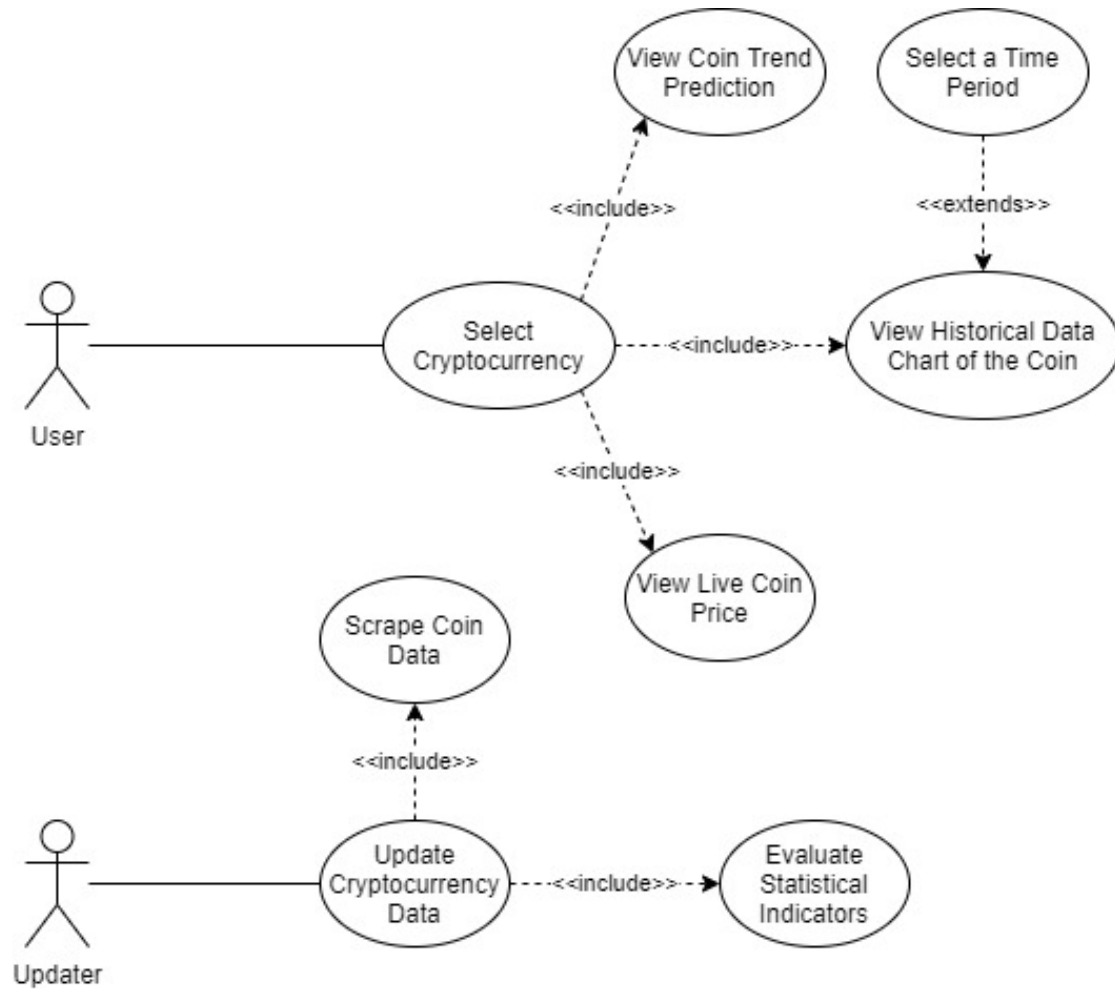 View Coin Trend
Prediction
Select a Time
Period
<<include>>
<<extends>>
Select
Cryptocurrency
<<include>>
View Historical Data
Chart of the Coin
User
<<include>>
View Live Coin
Price
Scrape Coin
Data
<<include>>
Update
Cryptocurrency
Data
<<include>>
Evaluate
Statistical
Indicators
Updater